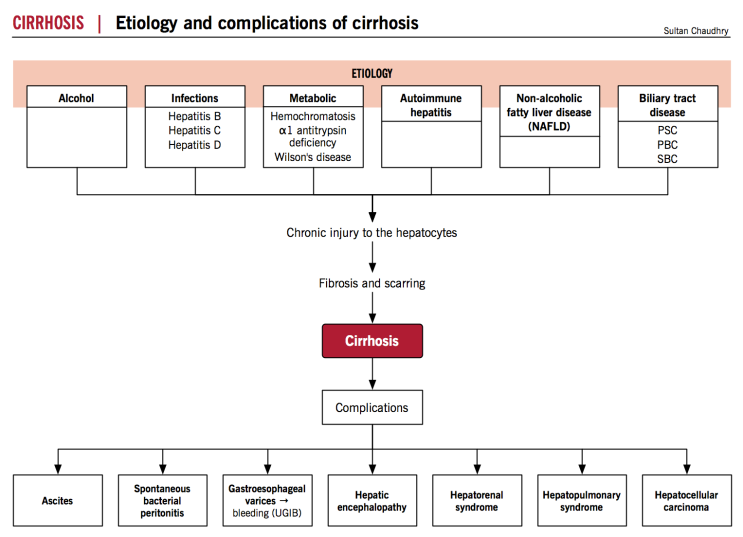 CIRRHOSIS | Etiology and complications of cirrhosis
Sultan Chaudhry
ETIOLOGY
Alcohol
Infections
Hepatitis B
Hepatitis C
Hepatitis D
Metabolic
Hemochromatosis
α1 antitrypsin
deficiency
Wilson's disease
Autoimmune
hepatitis
Non-alcoholic
fatty liver disease
(NAFLD)
Biliary tract
disease
PSC
PBC
SBC
Chronic injury to the hepatocytes
Fibrosis and scarring
Cirrhosis
Complications
Ascites
Spontaneous
bacterial
peritonitis
Gastroesophageal
varices →
bleeding (UGIB)
Hepatic
encephalopathy
Hepatorenal
syndrome
Hepatopulmonary
syndrome
Hepatocellular
carcinoma